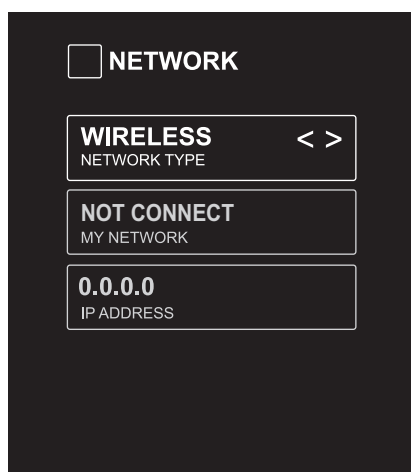 NETWORK
WIRELESS < >
NETWORK TYPE
NOT CONNECT
MY NETWORK
0.0.0.0
IP ADDRESS